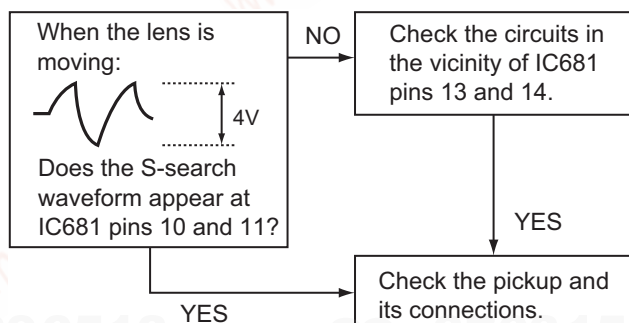 When the lens is
moving:
4V
Does the S-search
waveform appear at
IC681 pins 10 and 11?
NO
Check the circuits in
the vicinity of IC681
pins 13 and 14.
YES
YES
Check the pickup and
its connections.